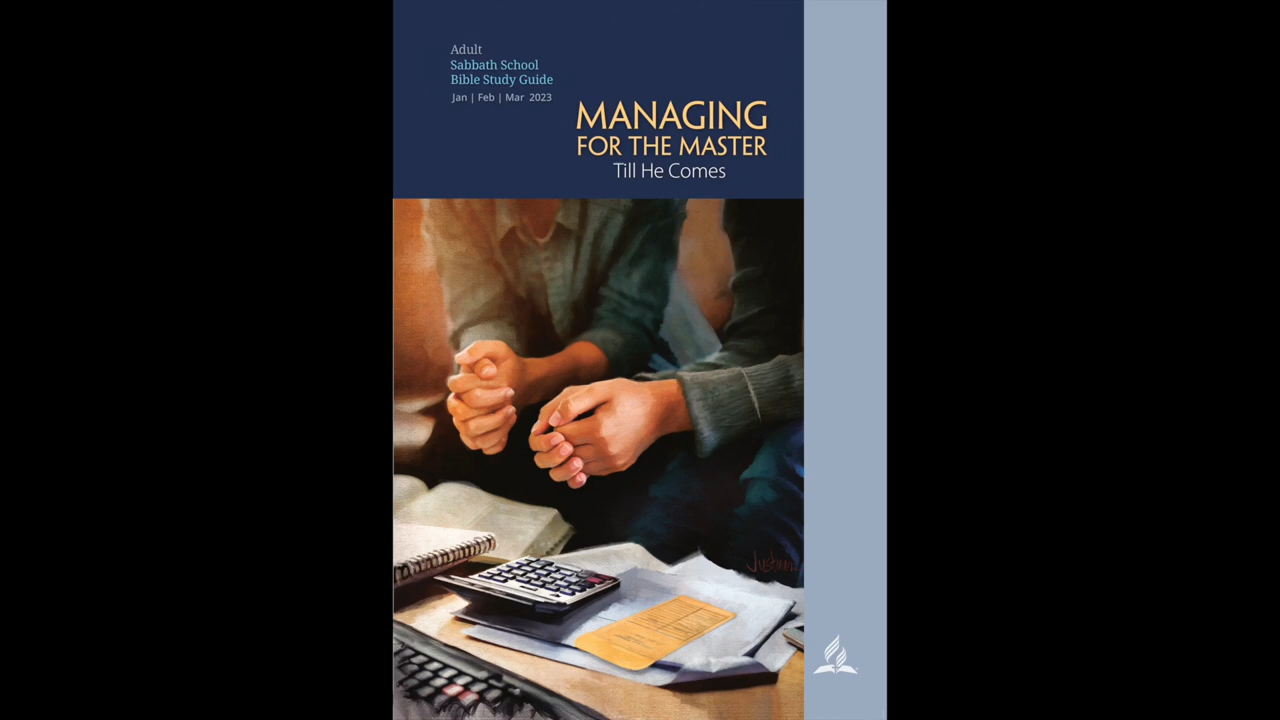 Adult
Sabbath School
Bible Study Guide
Jan | Feb | Mar 2023
MANAGING
FOR THE MASTER
Till He Comes